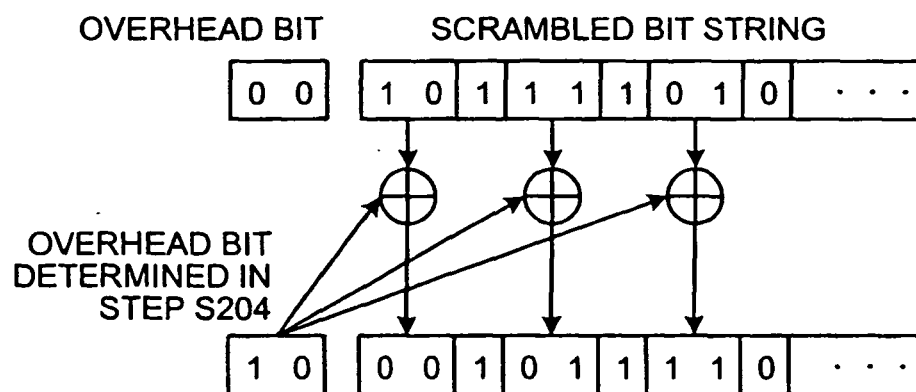 OVERHEAD BIT SCRAMBLED BIT STRING
0 0 1 0 1 1 1 1 0 1 0 · · ·
OVERHEAD BIT
DETERMINED IN
STEP S204
1 0 0 0 1 0 1 1 1 1 0 · · ·